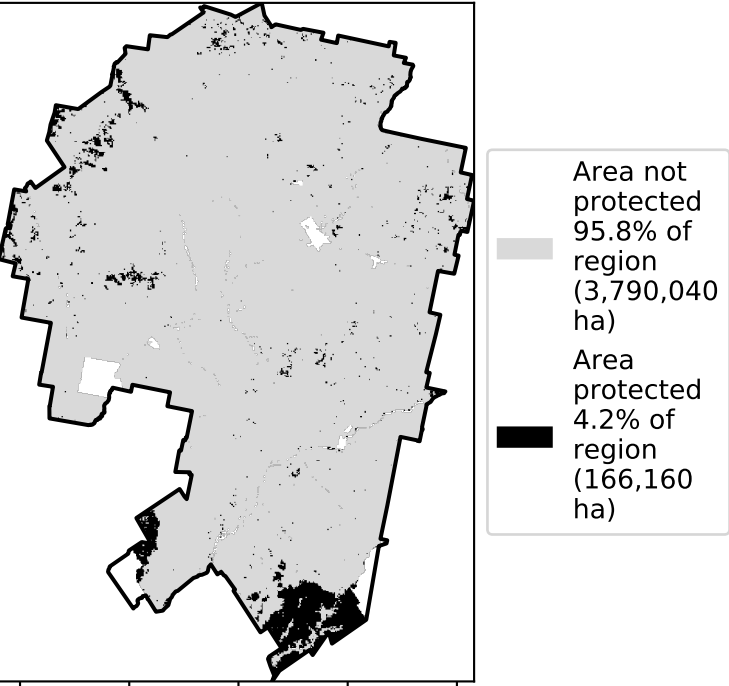 Area not
protected
95.8% of
region
(3,790,040
ha)
Area
protected
4.2% of
region
(166,160
ha)